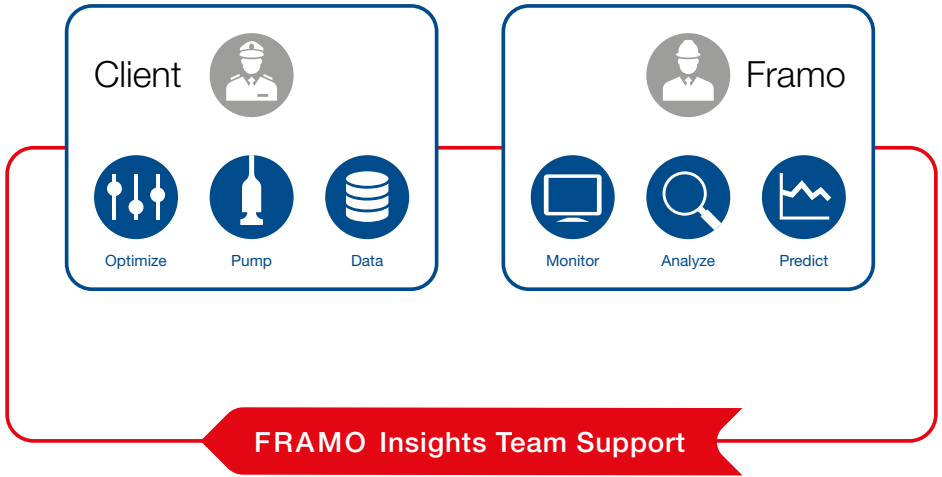 Client
Framo
Optimize
Pump
Data
Monitor
Analyze
Predict
FRAMO Insights Team Support